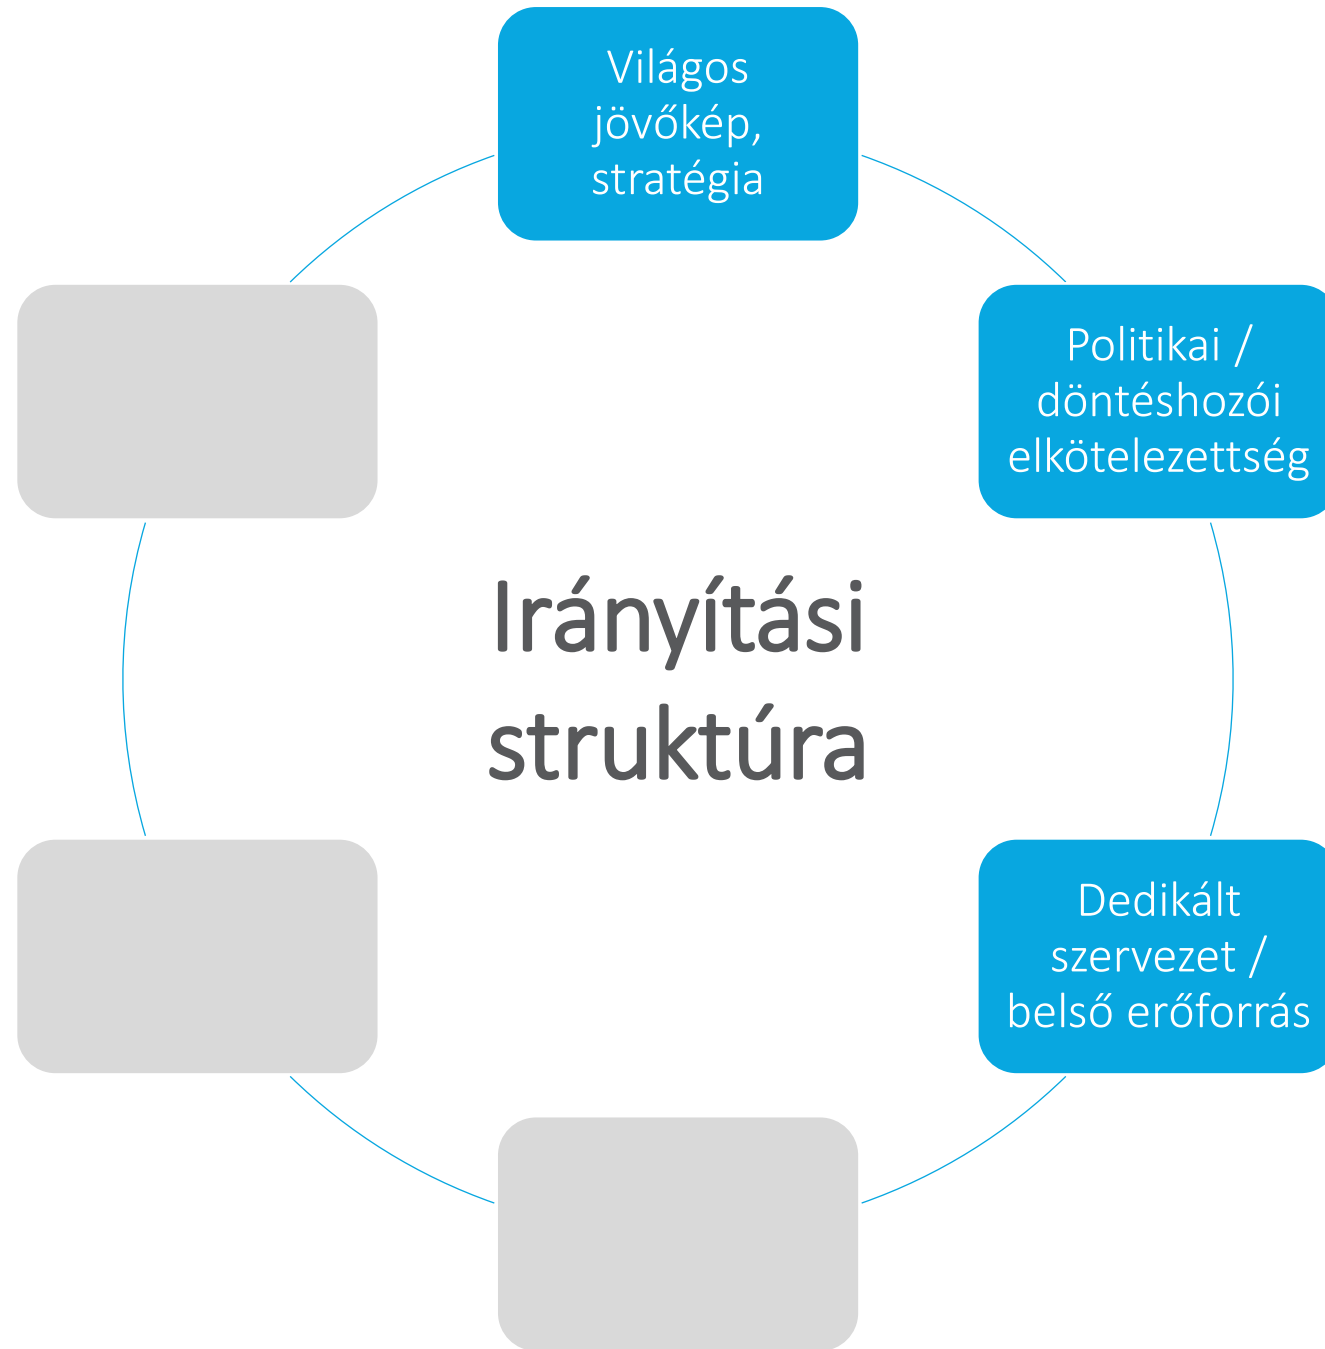 Világos
jövőkép,
stratégia
Politikai /
döntéshozói
elkötelezettség
Irányítási
struktúra
Dedikált
szervezet /
belső erőforrás